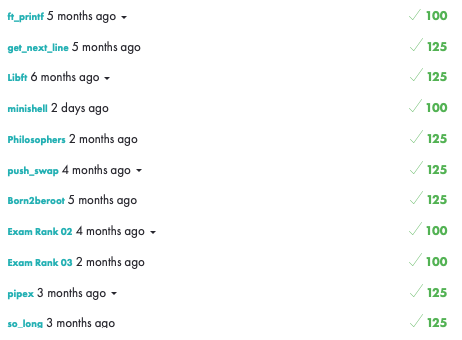 ft_printf 5 months ago 100
get_next_line 5 months ago 125
Libft 6 months ago 125
minishell 2 days ago 100
Philosophers 2 months ago 125
push_swap 4 months ago 125
Born2beroot 5 months ago 125
Exam Rank 02 4 months ago 100
Exam Rank 03 2 months ago 100
pipex 3 months ago 125
so_long 3 months ago 125